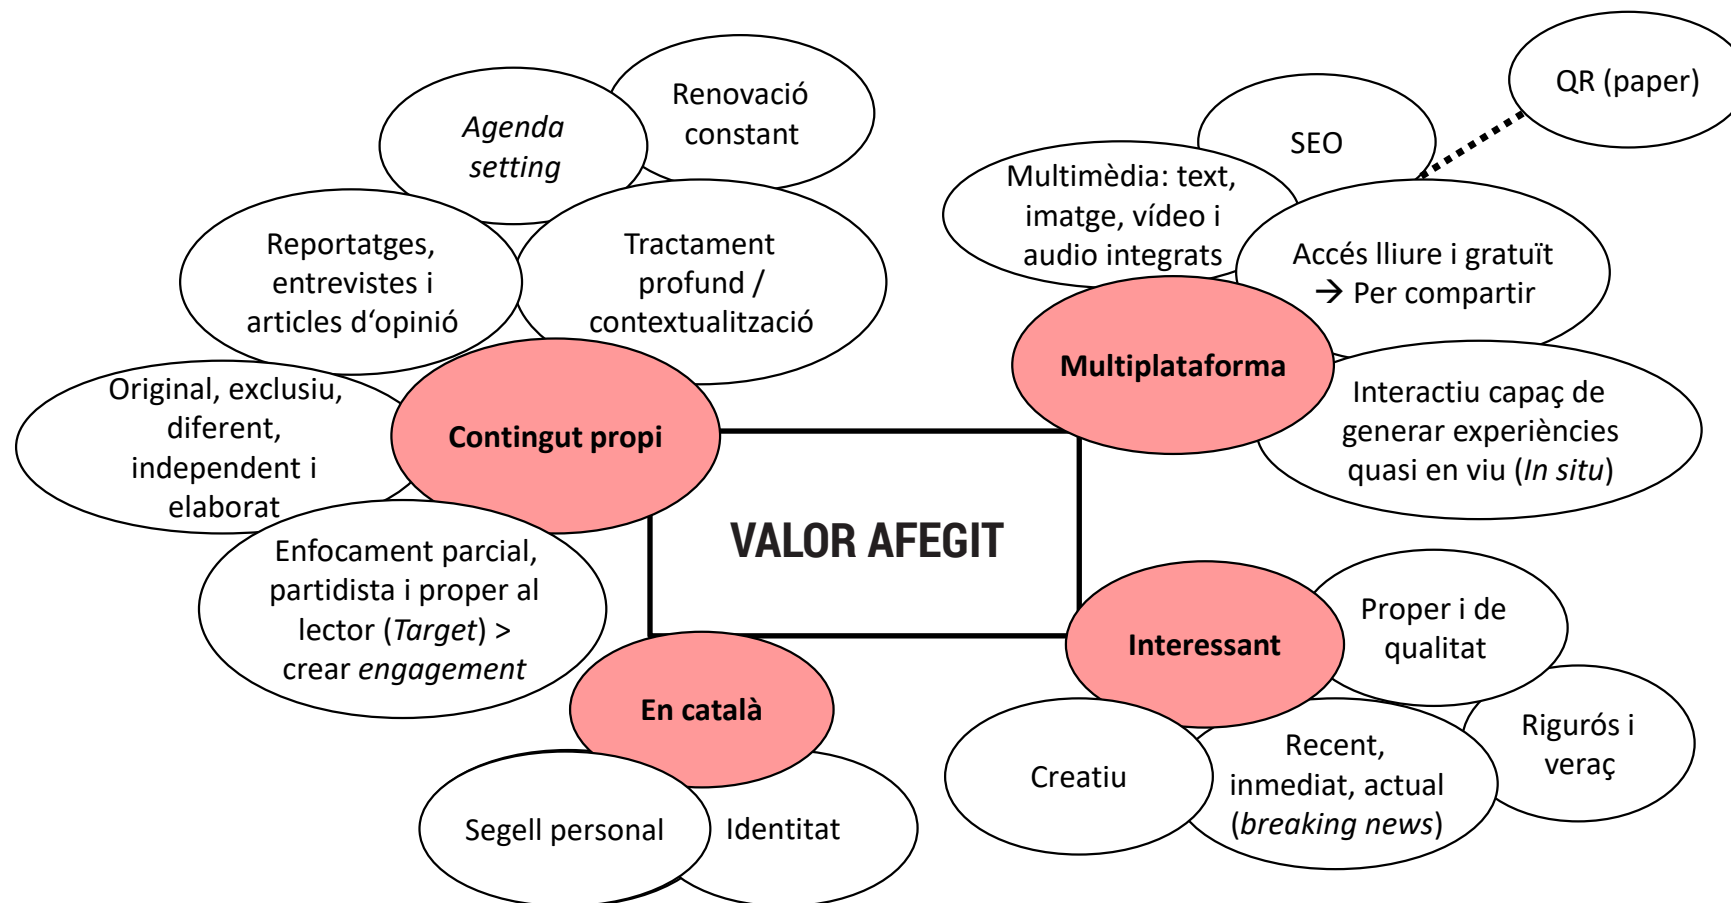 Renovació
constant
Agenda
setting
Reportatges,
entrevistes i
articles d‘opinió
Tractament
profund /
contextualització
Original, exclusiu,
diferent,
independent i
elaborat
Contingut propi
Enfocament parcial,
partidista i proper al
lector (Target) >
crear engagement
QR (paper)
SEO
Multimèdia: text,
imatge, vídeo i
audio integrats
Accés lliure i gratuït
→ Per compartir
Multiplataforma
Interactiu capaç de
generar experiències
quasi en viu (In situ)
VALOR AFEGIT
En català
Segell personal
Identitat
Interessant
Proper i de
qualitat
Rigurós i
veraç
Recent,
inmediat, actual
(breaking news)
Creatiu